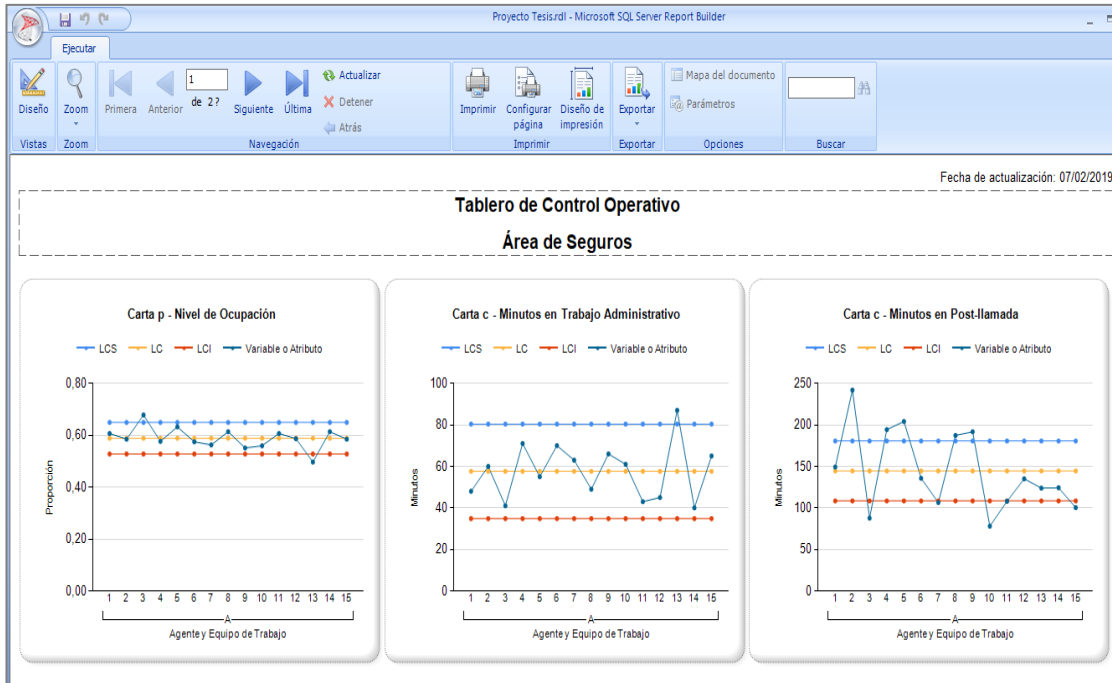 Proyecto Tesis.rdl - Microsoft SQL Server Report Builder
Ejecutar
Diseño
Zoom
Primera
Anterior
1
de 2 ?
Siguiente
Última
Actualizar
Detener
Atrás
Imprimir
Configurar página
Diseño de impresión
Exportar
Mapa del documento
Parámetros
Vistas
Zoom
Navegación
Imprimir
Exportar
Opciones
Buscar
Fecha de actualización: 07/02/2019
Tablero de Control Operativo
Área de Seguros
Carta p - Nivel de Ocupación
LCS LC LCI Variable o Atributo
0,80
0,60
0,40
0,20
0,00
Proporción
1 2 3 4 5 6 7 8 9 10 11 12 13 14 15
A
Agente y Equipo de Trabajo
Carta c - Minutos en Trabajo Administrativo
LCS LC LCI Variable o Atributo
100
80
60
40
20
0
Minutos
1 2 3 4 5 6 7 8 9 10 11 12 13 14 15
A
Agente y Equipo de Trabajo
Carta c - Minutos en Post-llamada
LCS LC LCI Variable o Atributo
250
200
150
100
50
0
Minutos
1 2 3 4 5 6 7 8 9 10 11 12 13 14 15
A
Agente y Equipo de Trabajo